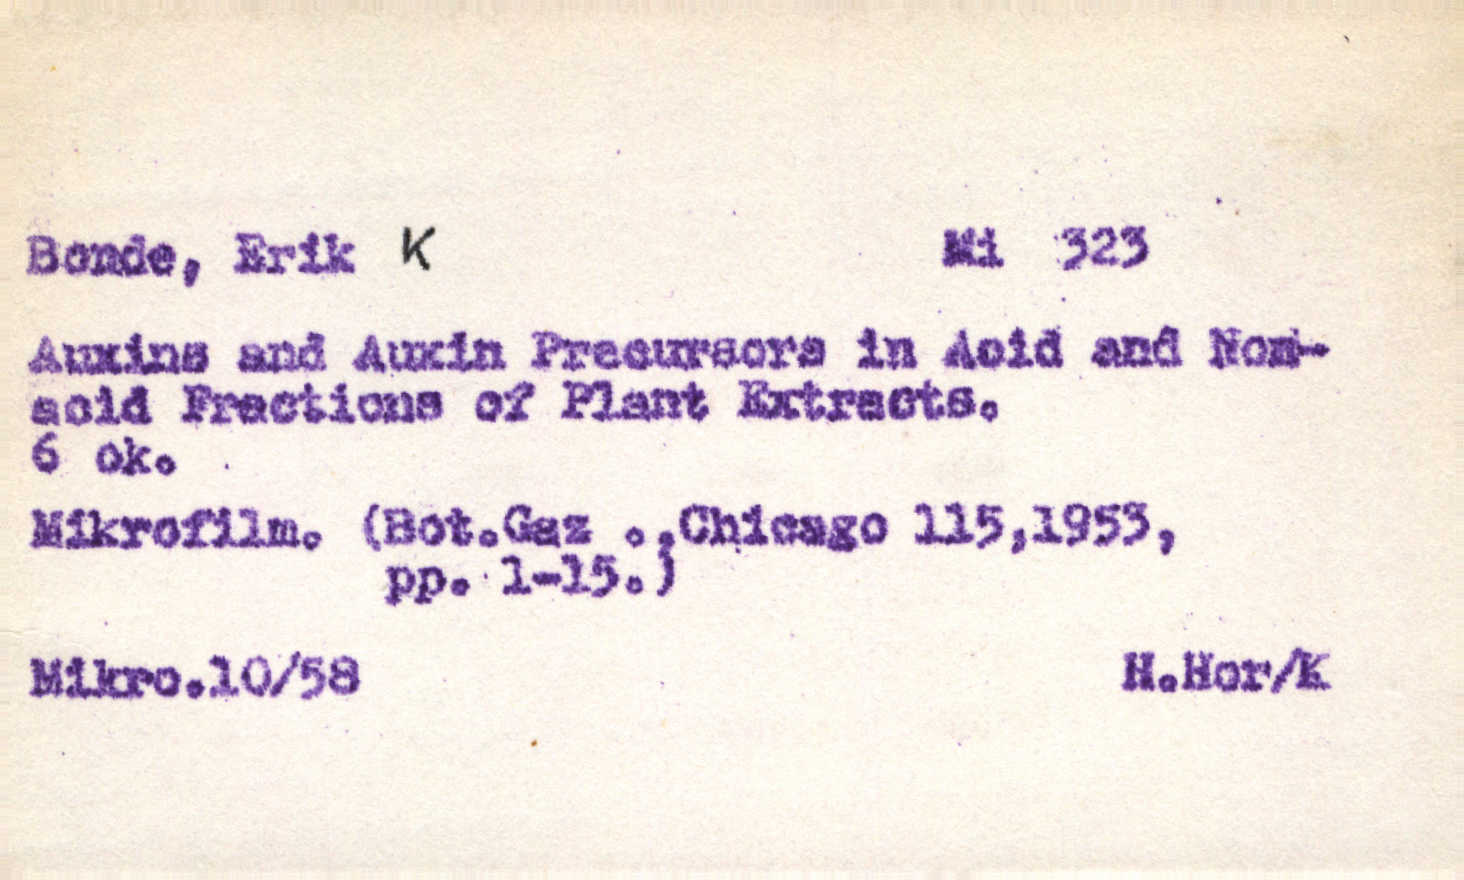 Bonde, Erik K Mi 323
Auxins and Auxin Precursors in Acid and Non-
acid Fractions of Plant Extracts.
6 ok.
Mikrofilm. (Bot.Gaz .,Chicago 115,1953,
pp. 1-15.)
Mikro.10/58 H.Hor/K